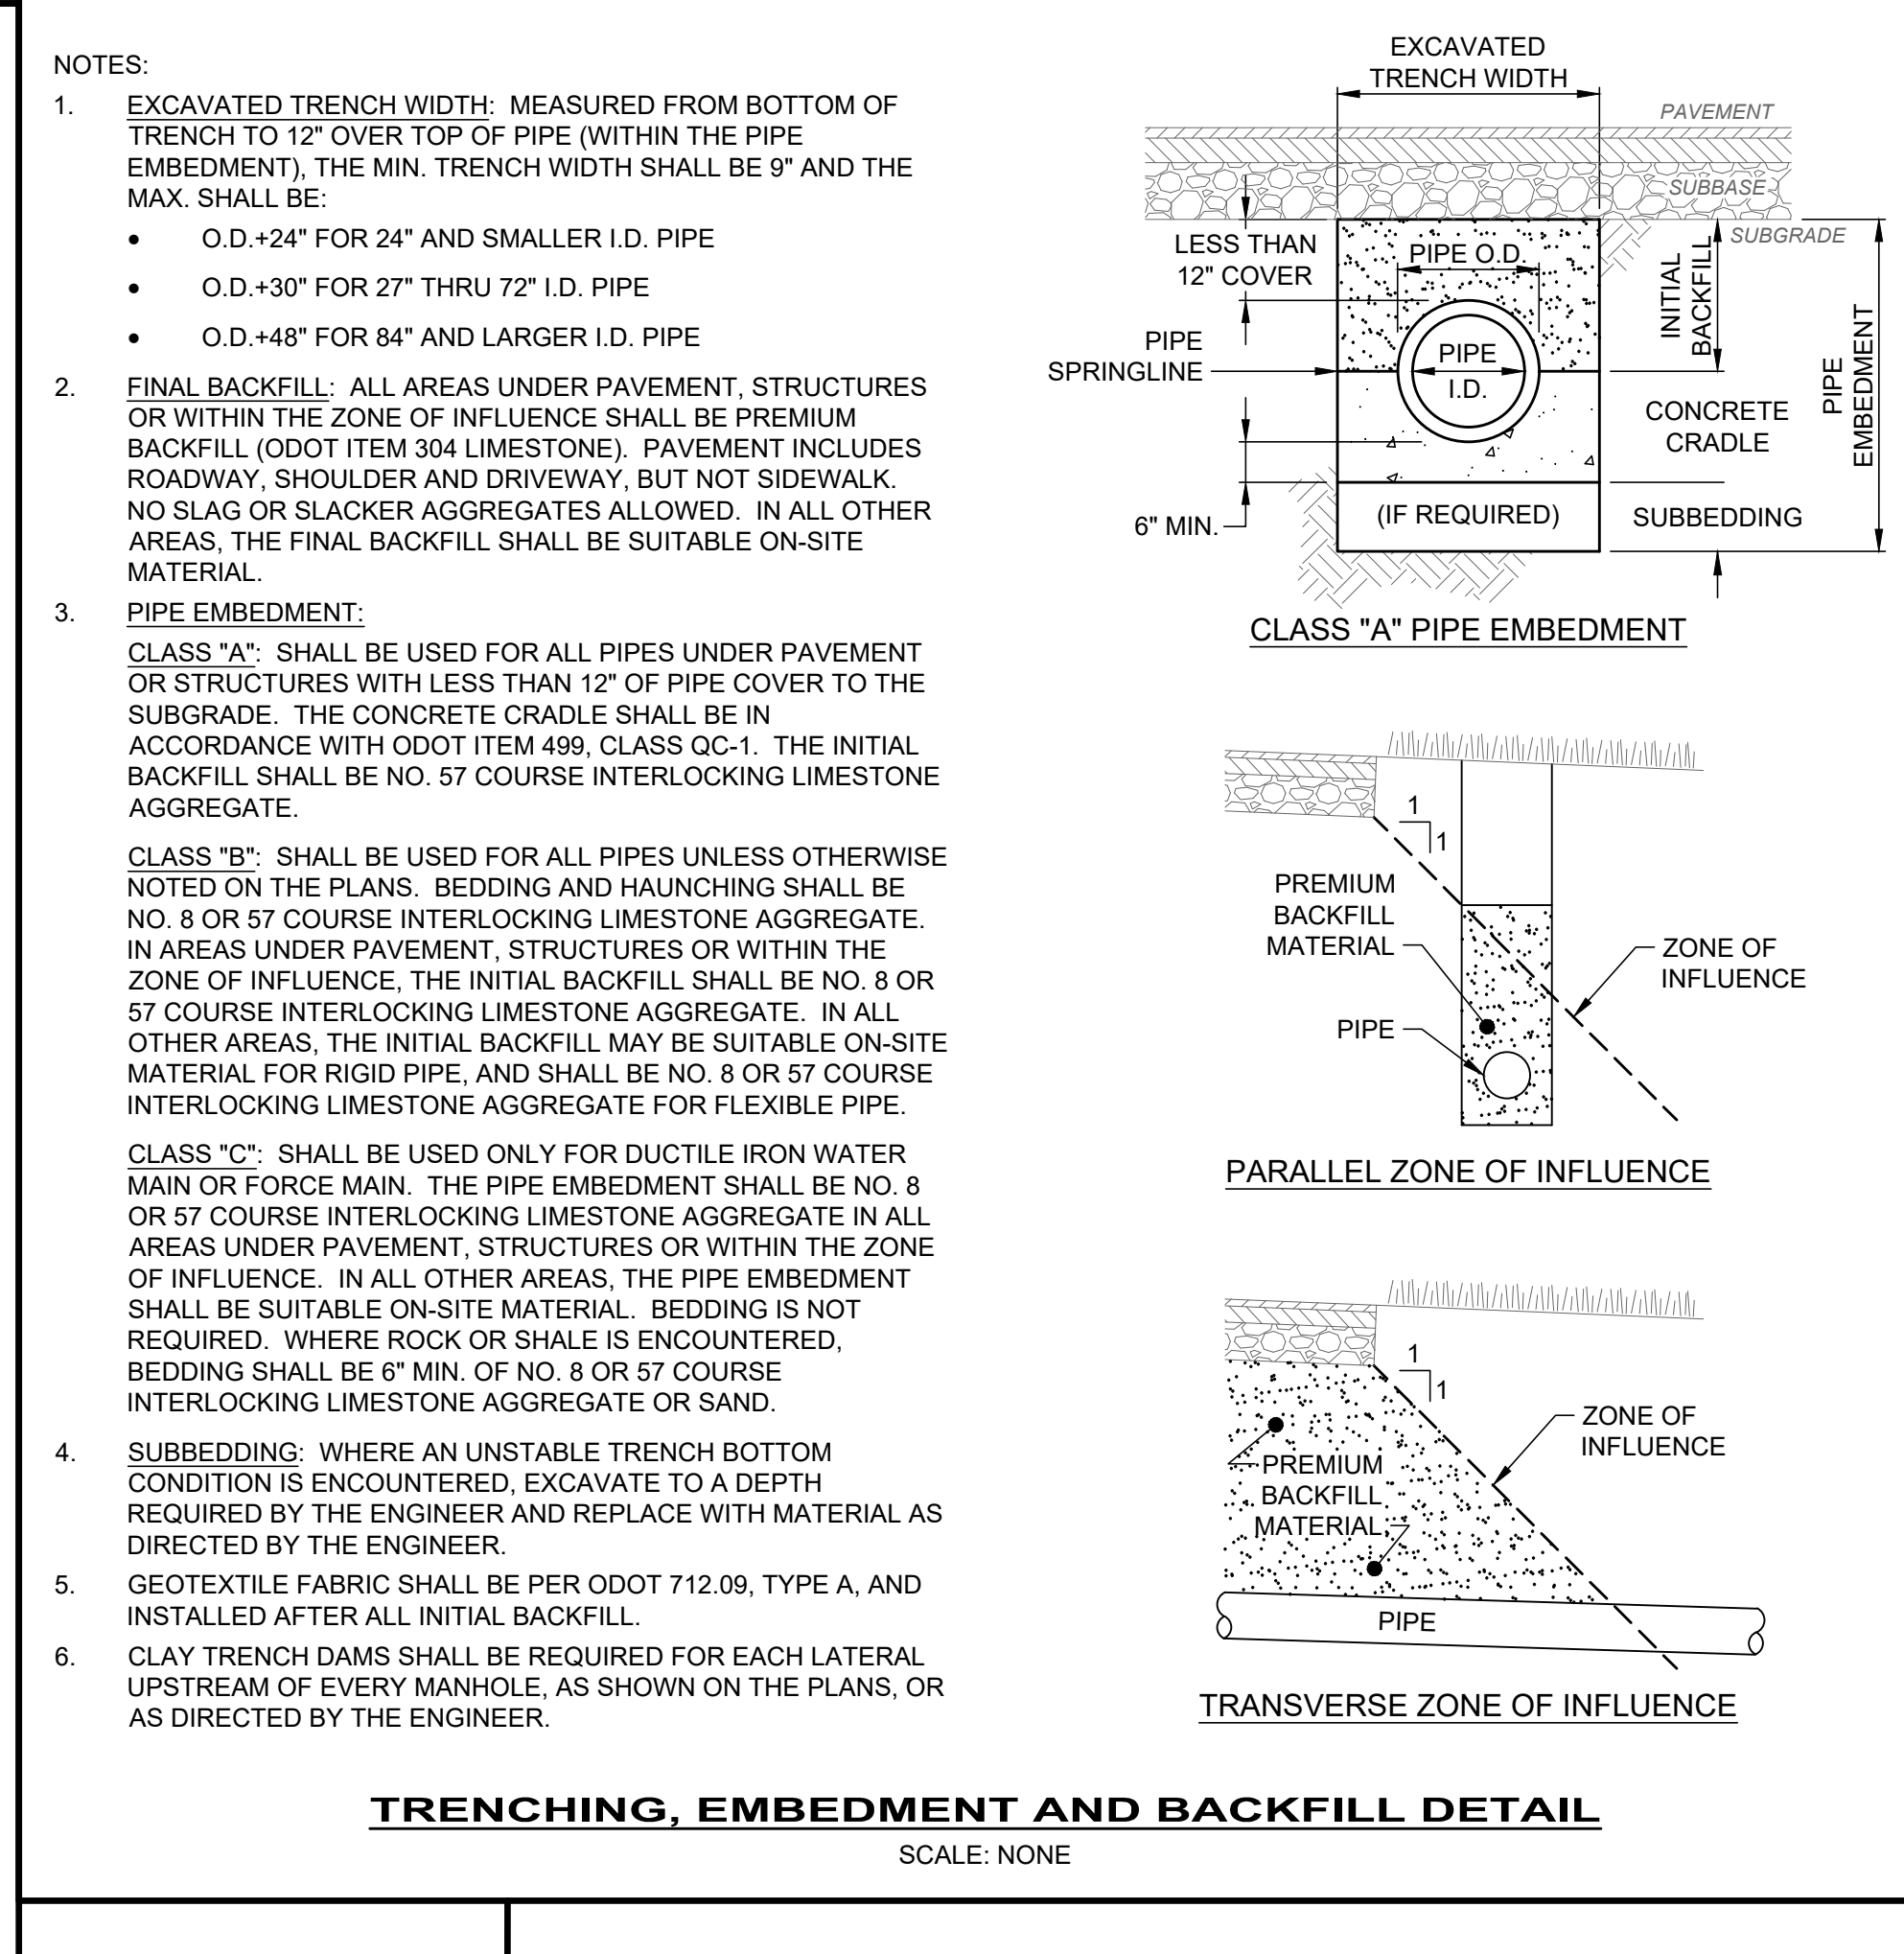 NOTES:
1. EXCAVATED TRENCH WIDTH: MEASURED FROM BOTTOM OF
TRENCH TO 12" OVER TOP OF PIPE (WITHIN THE PIPE
EMBEDMENT), THE MIN. TRENCH WIDTH SHALL BE 9" AND THE
MAX. SHALL BE:
• O.D.+24" FOR 24" AND SMALLER I.D. PIPE
• O.D.+30" FOR 27" THRU 72" I.D. PIPE
• O.D.+48" FOR 84" AND LARGER I.D. PIPE
2. FINAL BACKFILL: ALL AREAS UNDER PAVEMENT, STRUCTURES
OR WITHIN THE ZONE OF INFLUENCE SHALL BE PREMIUM
BACKFILL (ODOT ITEM 304 LIMESTONE). PAVEMENT INCLUDES
ROADWAY, SHOULDER AND DRIVEWAY, BUT NOT SIDEWALK.
NO SLAG OR SLACKER AGGREGATES ALLOWED. IN ALL OTHER
AREAS, THE FINAL BACKFILL SHALL BE SUITABLE ON-SITE
MATERIAL.
3. PIPE EMBEDMENT:
CLASS "A": SHALL BE USED FOR ALL PIPES UNDER PAVEMENT
OR STRUCTURES WITH LESS THAN 12" OF PIPE COVER TO THE
SUBGRADE. THE CONCRETE CRADLE SHALL BE IN
ACCORDANCE WITH ODOT ITEM 499, CLASS QC-1. THE INITIAL
BACKFILL SHALL BE NO. 57 COURSE INTERLOCKING LIMESTONE
AGGREGATE.
CLASS "B": SHALL BE USED FOR ALL PIPES UNLESS OTHERWISE
NOTED ON THE PLANS. BEDDING AND HAUNCHING SHALL BE
NO. 8 OR 57 COURSE INTERLOCKING LIMESTONE AGGREGATE.
IN AREAS UNDER PAVEMENT, STRUCTURES OR WITHIN THE
ZONE OF INFLUENCE, THE INITIAL BACKFILL SHALL BE NO. 8 OR
57 COURSE INTERLOCKING LIMESTONE AGGREGATE. IN ALL
OTHER AREAS, THE INITIAL BACKFILL MAY BE SUITABLE ON-SITE
MATERIAL FOR RIGID PIPE, AND SHALL BE NO. 8 OR 57 COURSE
INTERLOCKING LIMESTONE AGGREGATE FOR FLEXIBLE PIPE.
CLASS "C": SHALL BE USED ONLY FOR DUCTILE IRON WATER
MAIN OR FORCE MAIN. THE PIPE EMBEDMENT SHALL BE NO. 8
OR 57 COURSE INTERLOCKING LIMESTONE AGGREGATE IN ALL
AREAS UNDER PAVEMENT, STRUCTURES OR WITHIN THE ZONE
OF INFLUENCE. IN ALL OTHER AREAS, THE PIPE EMBEDMENT
SHALL BE SUITABLE ON-SITE MATERIAL. BEDDING IS NOT
REQUIRED. WHERE ROCK OR SHALE IS ENCOUNTERED,
BEDDING SHALL BE 6" MIN. OF NO. 8 OR 57 COURSE
INTERLOCKING LIMESTONE AGGREGATE OR SAND.
4. SUBBEDDING: WHERE AN UNSTABLE TRENCH BOTTOM
CONDITION IS ENCOUNTERED, EXCAVATE TO A DEPTH
REQUIRED BY THE ENGINEER AND REPLACE WITH MATERIAL AS
DIRECTED BY THE ENGINEER.
5. GEOTEXTILE FABRIC SHALL BE PER ODOT 712.09, TYPE A, AND
INSTALLED AFTER ALL INITIAL BACKFILL.
6. CLAY TRENCH DAMS SHALL BE REQUIRED FOR EACH LATERAL
UPSTREAM OF EVERY MANHOLE, AS SHOWN ON THE PLANS, OR
AS DIRECTED BY THE ENGINEER.
EXCAVATED
TRENCH WIDTH
PAVEMENT
SUBBASE
SUBGRADE
LESS THAN
12" COVER
PIPE O.D.
INITIAL
BACKFILL
PIPE
SPRINGLINE
PIPE
I.D.
CONCRETE
CRADLE
PIPE
EMBEDMENT
6" MIN.
(IF REQUIRED)
SUBBEDDING
CLASS "A" PIPE EMBEDMENT
1
1
PREMIUM
BACKFILL
MATERIAL
ZONE OF
INFLUENCE
PIPE
PARALLEL ZONE OF INFLUENCE
1
1
ZONE OF
INFLUENCE
PREMIUM
BACKFILL
MATERIAL
PIPE
TRANSVERSE ZONE OF INFLUENCE
TRENCHING, EMBEDMENT AND BACKFILL DETAIL
SCALE: NONE